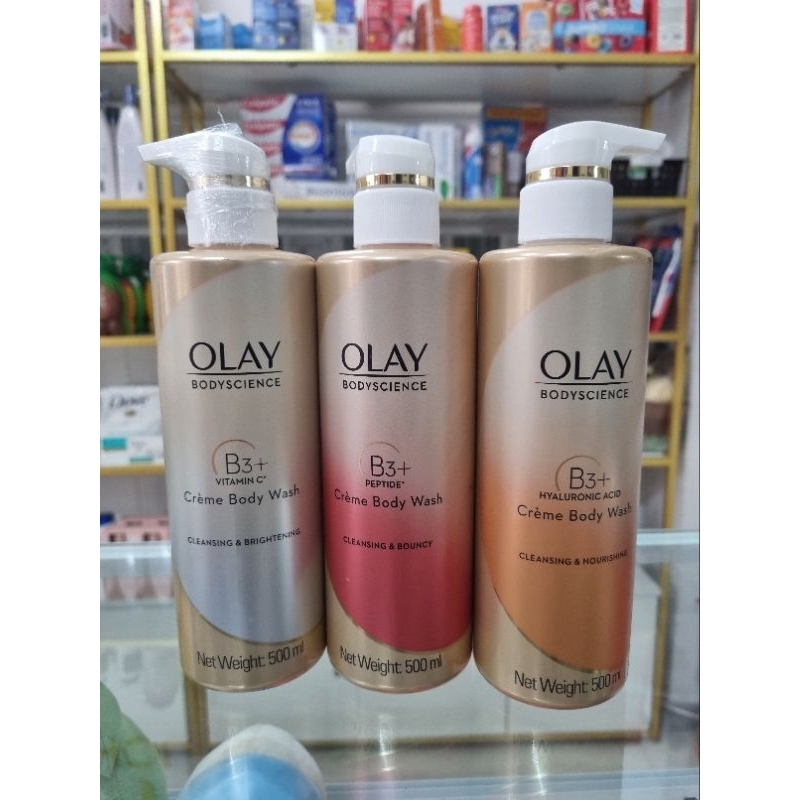 OLAY
BODYSCIENCE
B3+
VITAMIN C*
Crème Body Wash
CLEANSING & BRIGHTENING
Net Weight: 500 ml
OLAY
BODYSCIENCE
B3+
PEPTIDE*
Crème Body Wash
CLEANSING & BOUNCY
Net Weight: 500 ml
OLAY
BODYSCIENCE
B3+
HYALURONIC ACID
Crème Body Wash
CLEANSING & NOURISHING
Net Weight: 500 ml
Dove